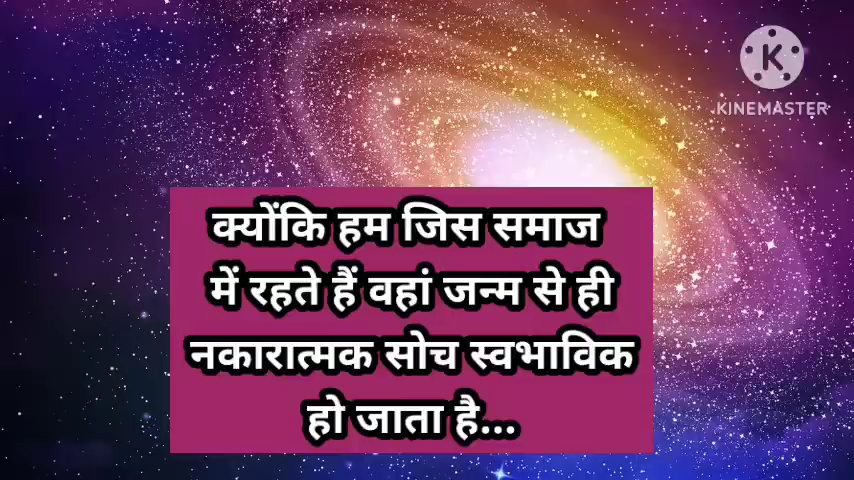 KINEMASTER
क्योंकि हम जिस समाज
में रहते हैं वहां जन्म से ही
नकारात्मक सोच स्वभाविक
हो जाता है...